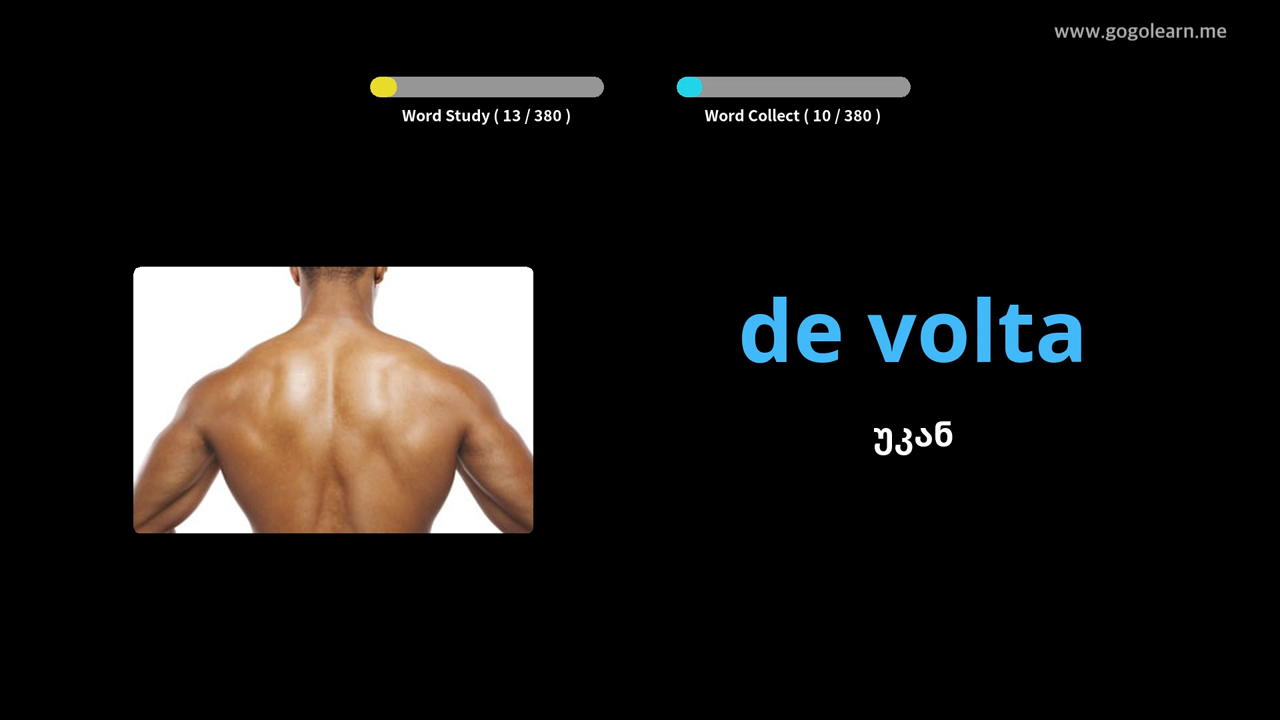 www.gogolearn.me
Word Study ( 13 / 380 )
Word Collect ( 10 / 380 )
de volta
უკან